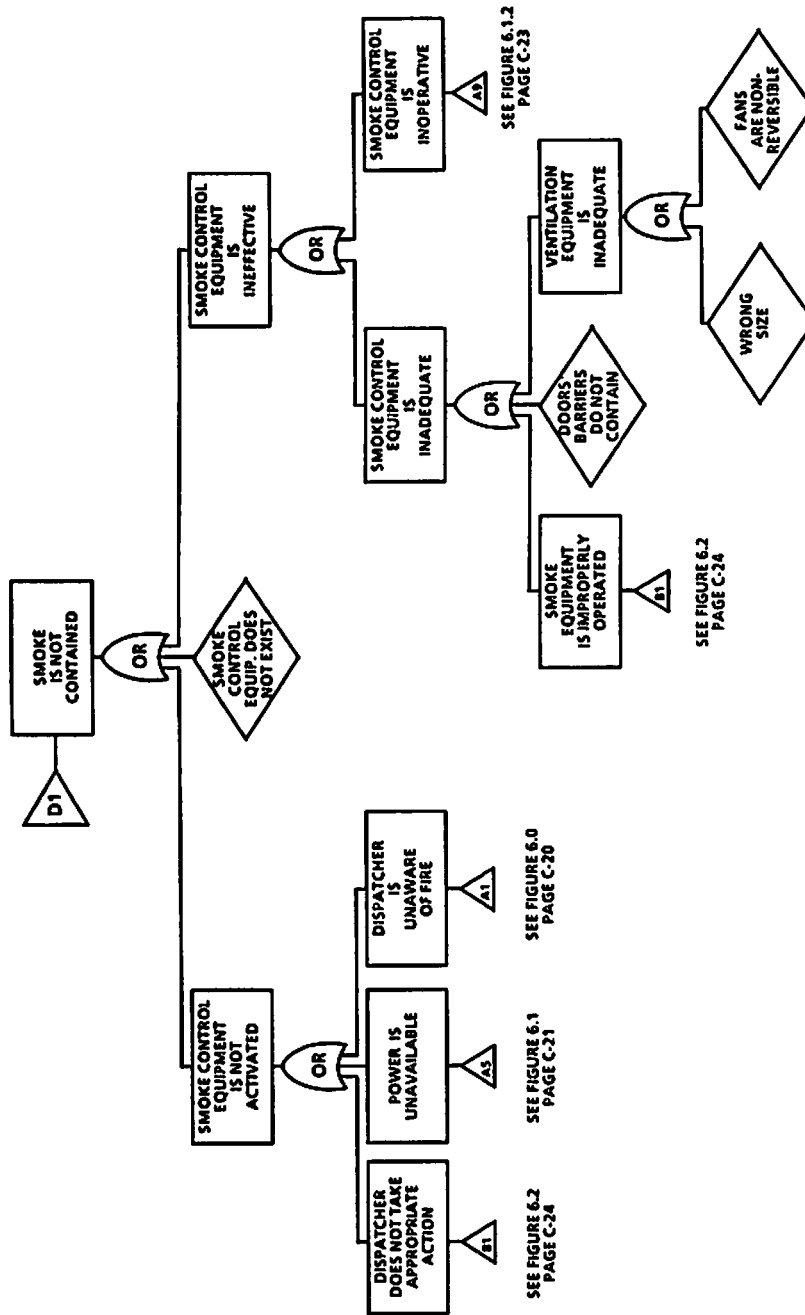 D1
SMOKE
IS NOT
CONTAINED
OR
SMOKE CONTROL
EQUIPMENT
IS NOT
ACTIVATED
SMOKE
CONTROL
EQUIP. DOES
NOT EXIST
SMOKE CONTROL
EQUIPMENT
IS
INEFFECTIVE
OR
OR
DISPATCHER
DOES NOT TAKE
APPROPRIATE
ACTION
B1
SEE FIGURE 6.2
PAGE C-24
POWER IS
UNAVAILABLE
A5
SEE FIGURE 6.1
PAGE C-21
DISPATCHER
IS
UNAWARE
OF FIRE
A1
SEE FIGURE 6.0
PAGE C-20
SMOKE CONTROL
EQUIPMENT
IS
INADEQUATE
OR
SMOKE CONTROL
EQUIPMENT
IS
INOPERATIVE
A9
SEE FIGURE 6.1.2
PAGE C-23
SMOKE
EQUIPMENT
IS IMPROPERLY
OPERATED
B1
SEE FIGURE 6.2
PAGE C-24
DOORS'
BARRIERS
DO NOT
CONTAIN
VENTILATION
EQUIPMENT
IS
INADEQUATE
OR
WRONG
SIZE
FANS
ARE NON-
REVERSIBLE